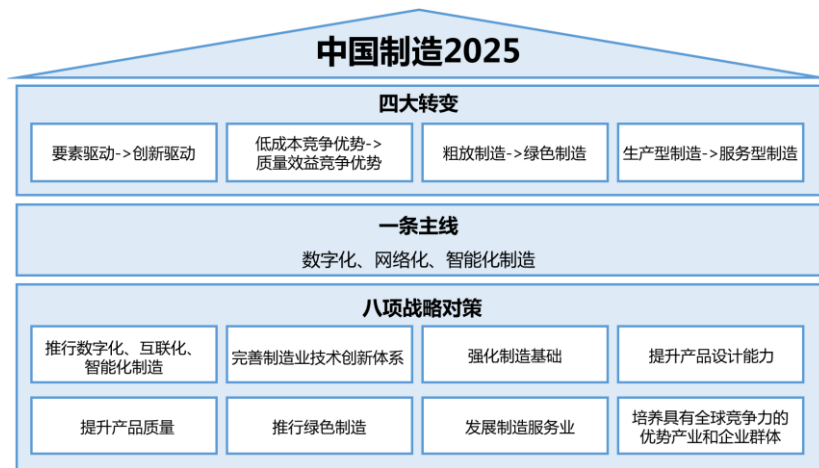 中国制造2025
四大转变
要素驱动->创新驱动
低成本竞争优势->
质量效益竞争优势
粗放制造->绿色制造
生产型制造->服务型制造
一条主线
数字化、网络化、智能化制造
八项战略对策
推行数字化、互联化、
智能化制造
完善制造业技术创新体系
强化制造基础
提升产品设计能力
提升产品质量
推行绿色制造
发展制造服务业
培养具有全球竞争力的
优势产业和企业群体